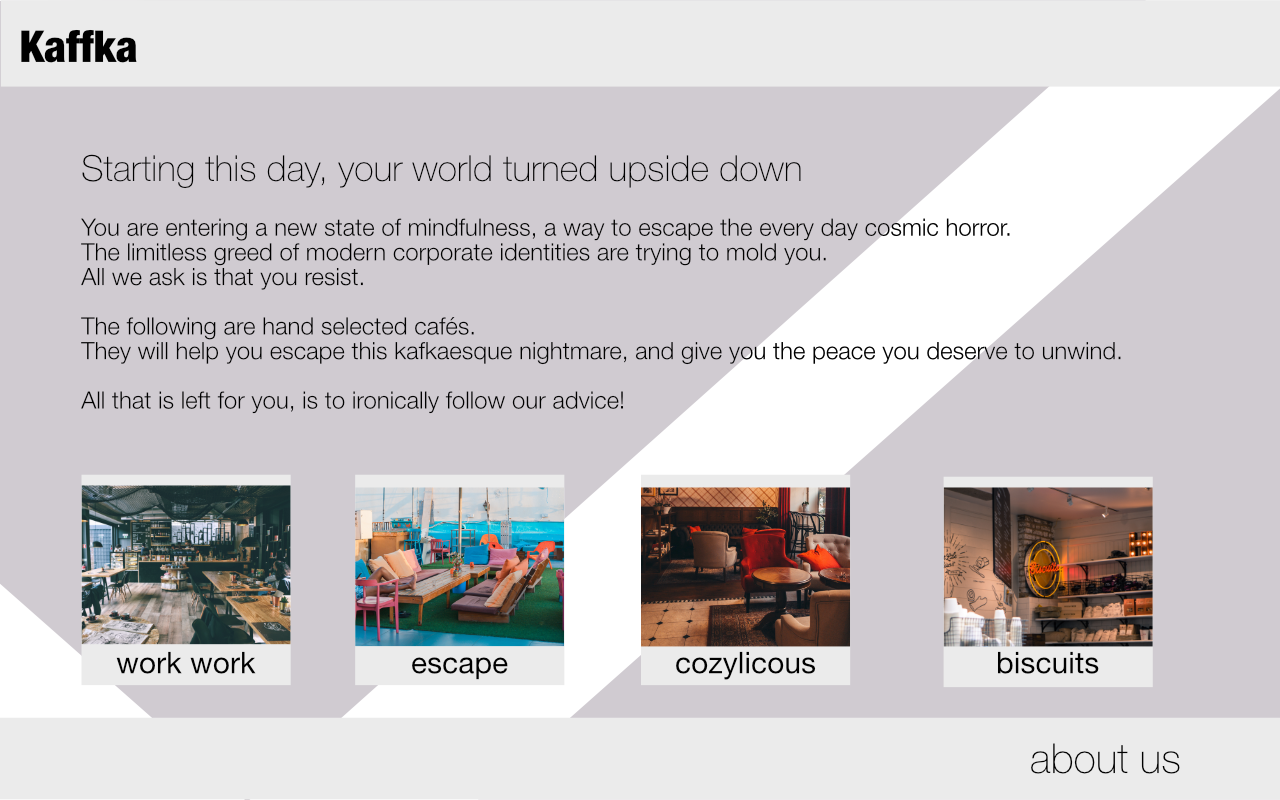 Kaffka
Starting this day, your world turned upside down
You are entering a new state of mindfulness, a way to escape the every day cosmic horror.
The limitless greed of modern corporate identities are trying to mold you.
All we ask is that you resist.
The following are hand selected cafés.
They will help you escape this kafkaesque nightmare, and give you the peace you deserve to unwind.
All that is left for you, is to ironically follow our advice!
work work
escape
cozylicous
biscuits
about us